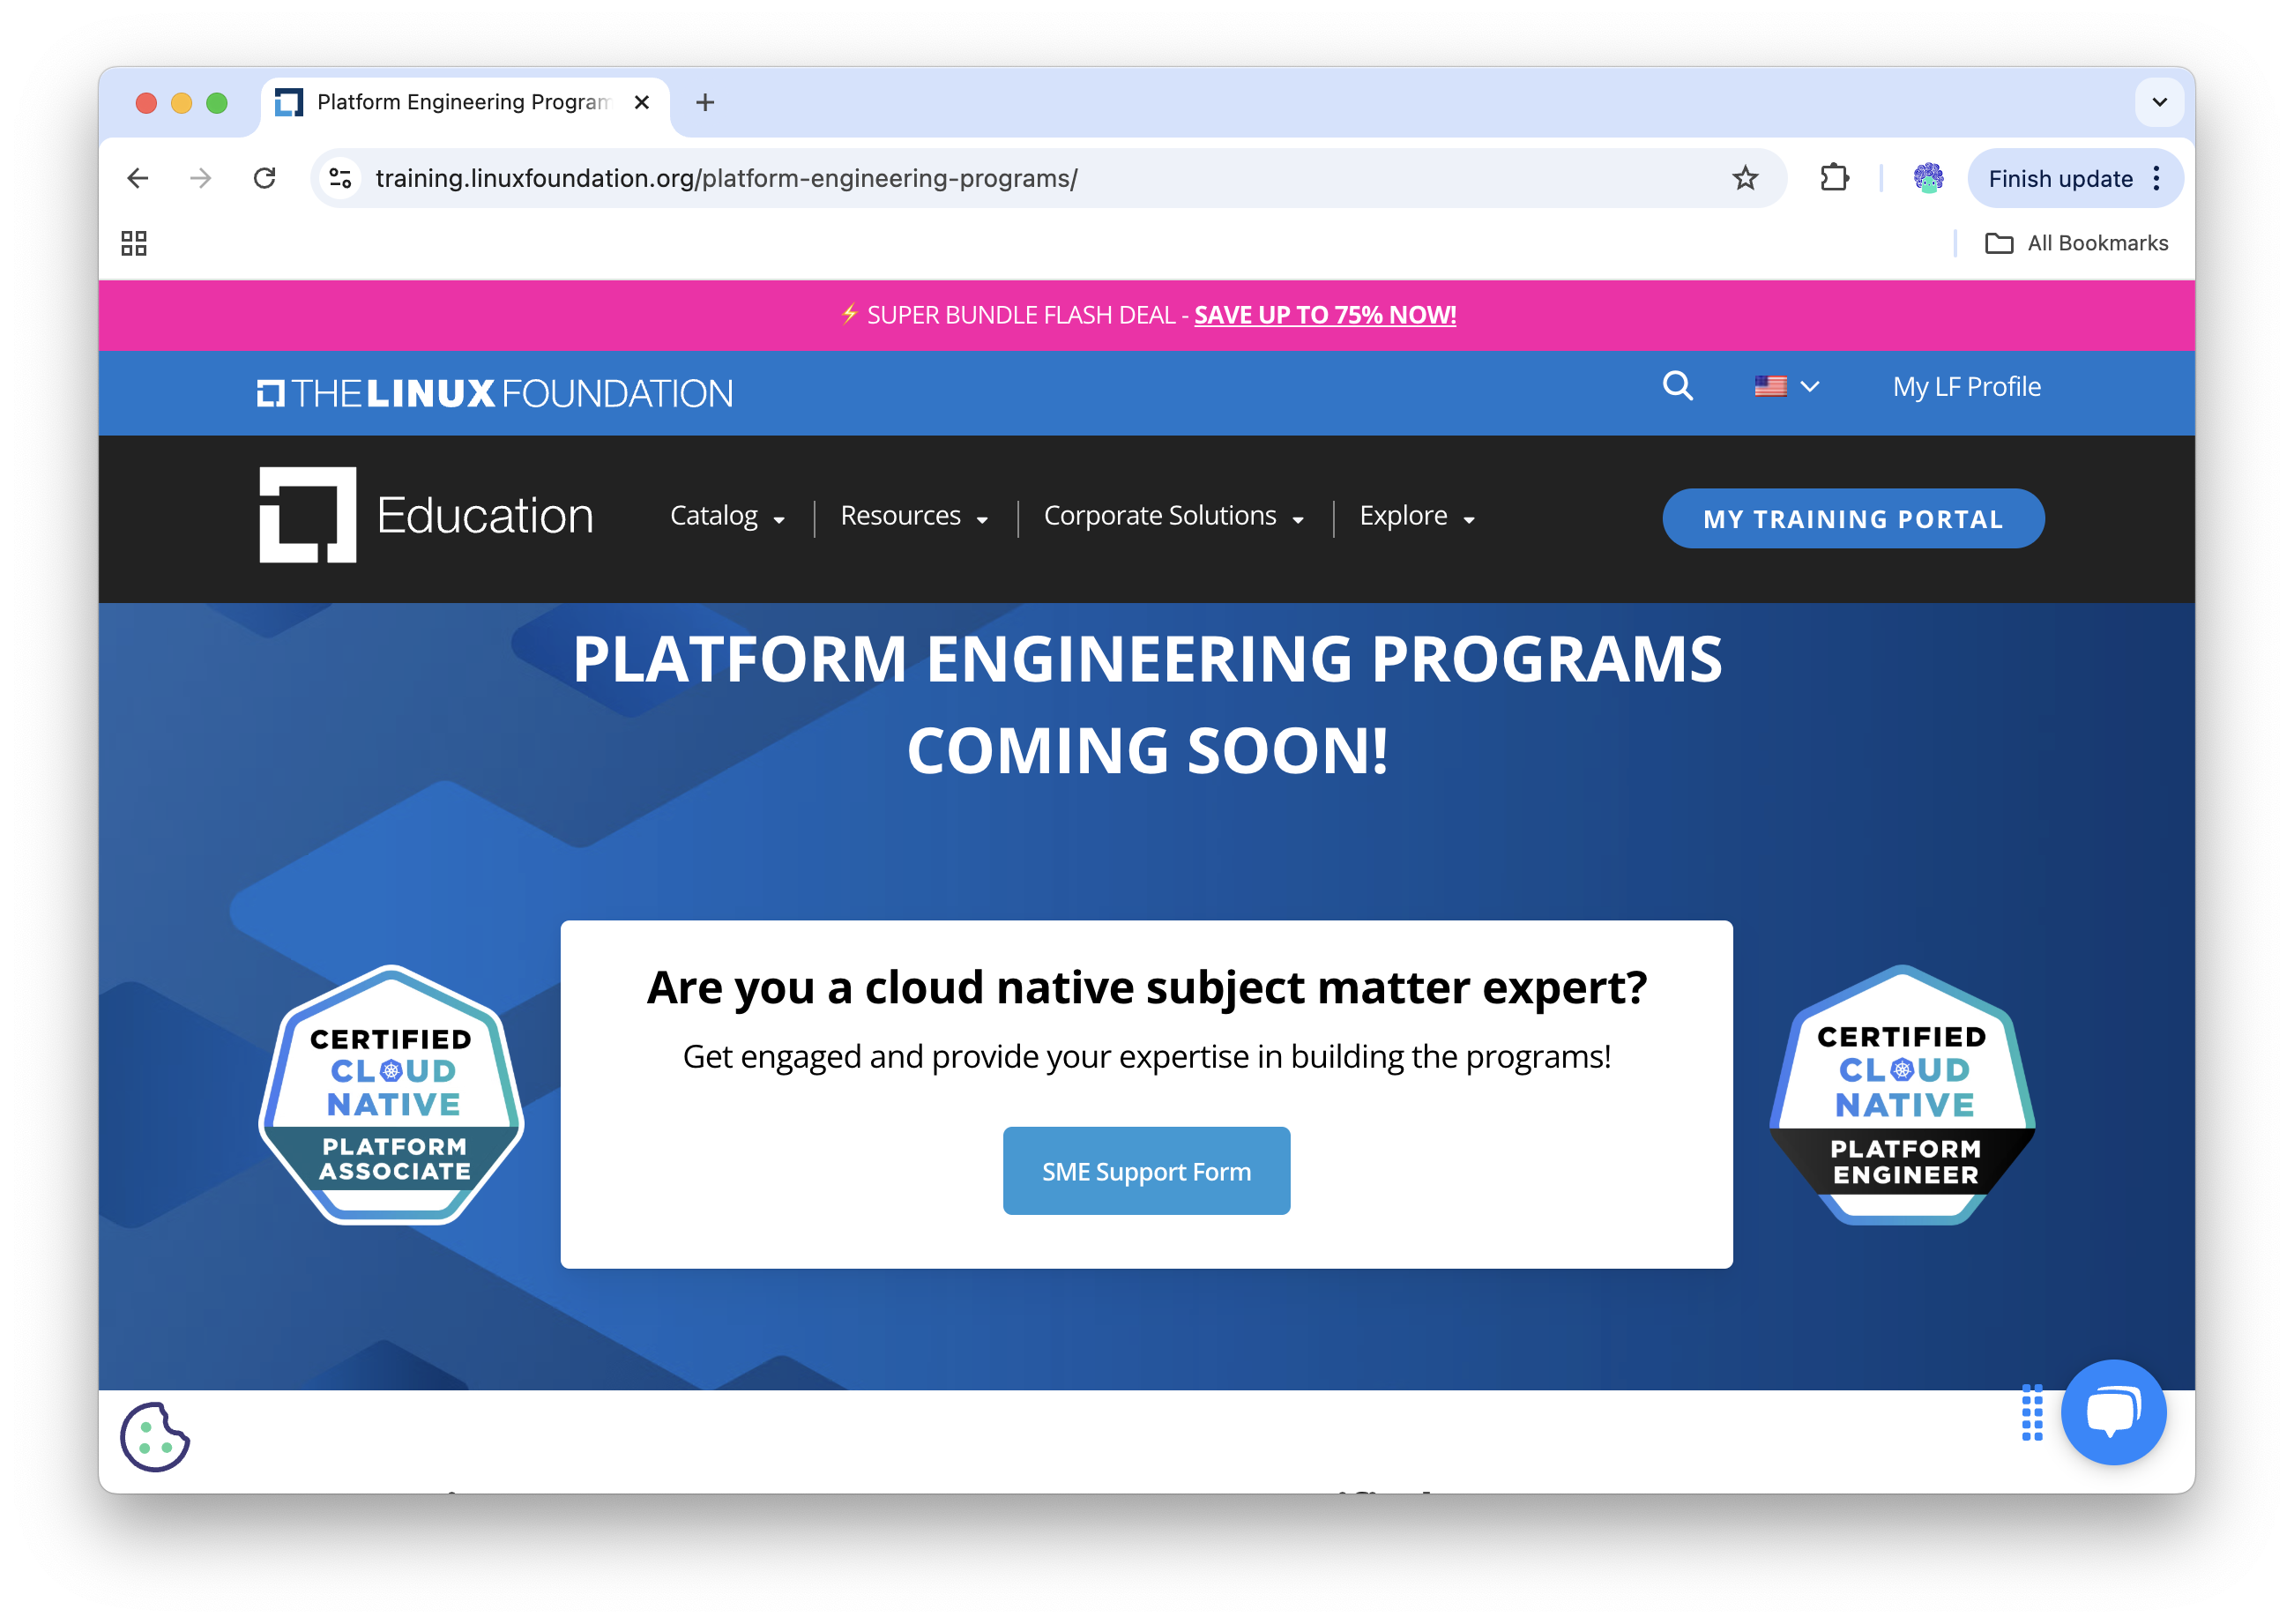 Platform Engineering Program
training.linuxfoundation.org/platform-engineering-programs/
Finish update
All Bookmarks
⚡ SUPER BUNDLE FLASH DEAL - SAVE UP TO 75% NOW!
THE LINUX FOUNDATION
My LF Profile
Education
Catalog
Resources
Corporate Solutions
Explore
MY TRAINING PORTAL
PLATFORM ENGINEERING PROGRAMS
COMING SOON!
Are you a cloud native subject matter expert?
Get engaged and provide your expertise in building the programs!
SME Support Form
CERTIFIED
CLOUD
NATIVE
PLATFORM
ASSOCIATE
CERTIFIED
CLOUD
NATIVE
PLATFORM
ENGINEER